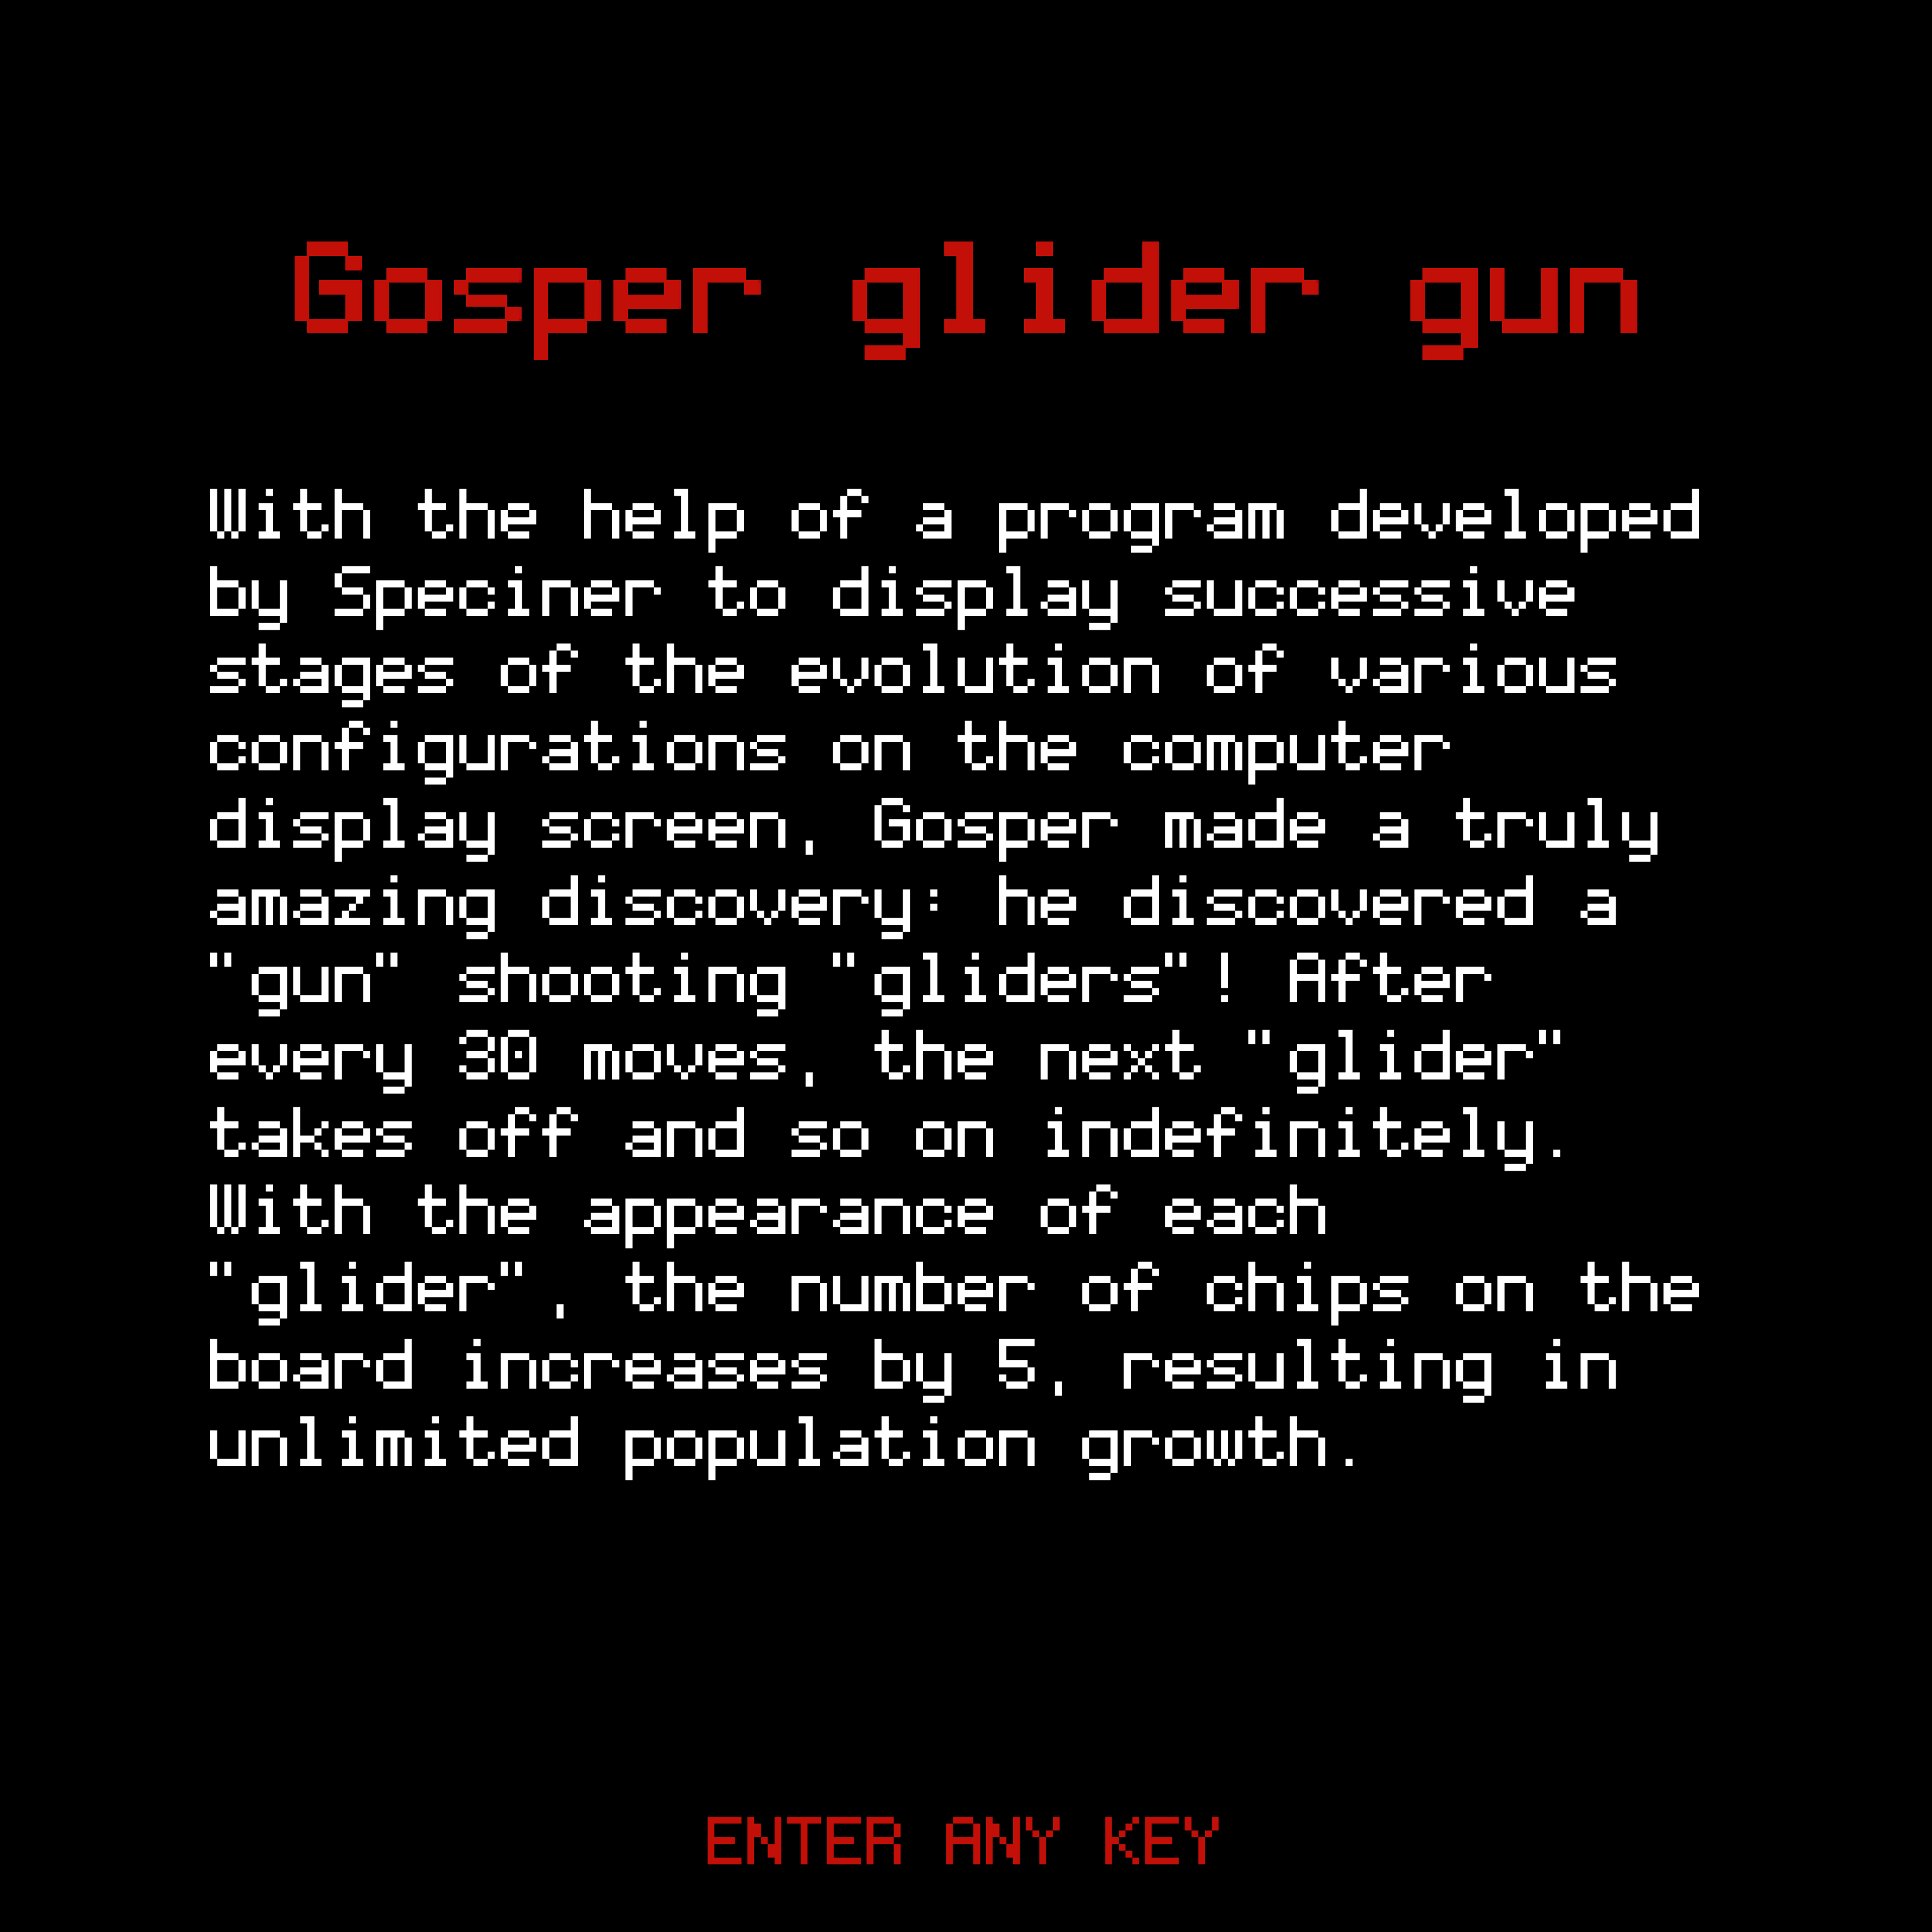 Gosper glider gun
With the help of a program developed
by Speciner to display successive
stages of the evolution of various
configurations on the computer
display screen, Gosper made a truly
amazing discovery: he discovered a
"gun" shooting "gliders"! After
every 30 moves, the next "glider"
takes off and so on indefinitely.
With the appearance of each
"glider", the number of chips on the
board increases by 5, resulting in
unlimited population growth.
ENTER ANY KEY